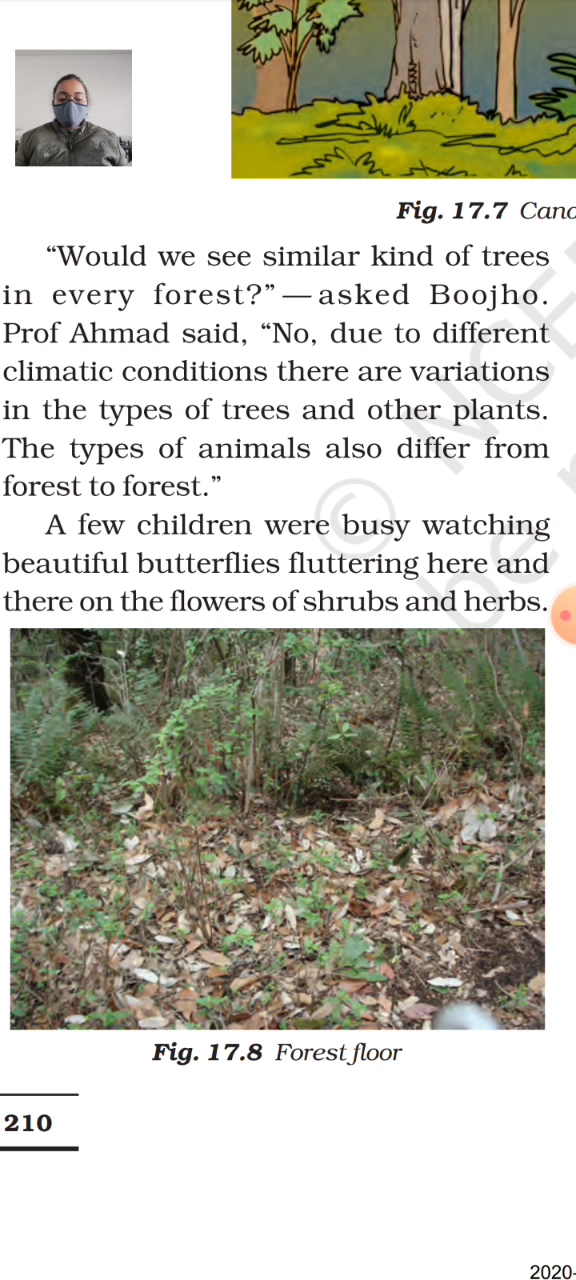 Fig. 17.7 Cano
“Would we see similar kind of trees
in every forest?” — asked Boojho.
Prof Ahmad said, “No, due to different
climatic conditions there are variations
in the types of trees and other plants.
The types of animals also differ from
forest to forest.”
A few children were busy watching
beautiful butterflies fluttering here and
there on the flowers of shrubs and herbs.
© NCE
be
Fig. 17.8 Forest floor
210
2020-